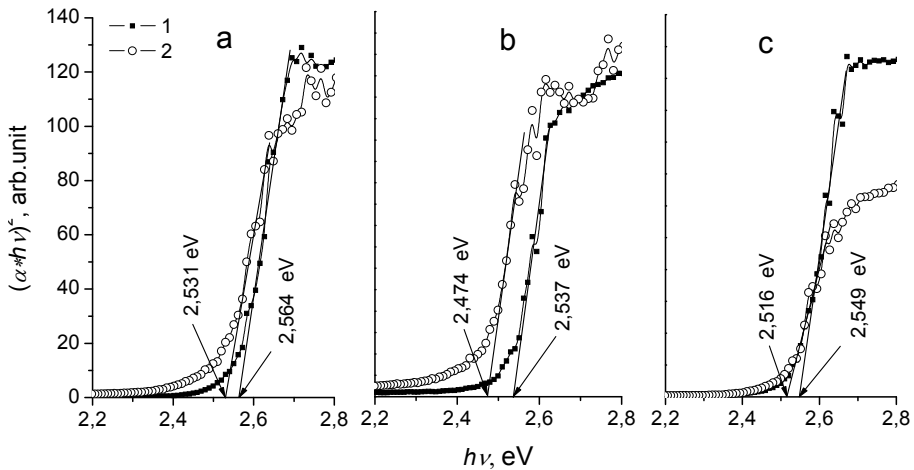 1
2
a
b
c
140
120
100
80
60
40
20
0
(α*hν)², arb.unit
2,531 eV
2,564 eV
2,474 eV
2,537 eV
2,516 eV
2,549 eV
2,2 2,4 2,6 2,8
2,2 2,4 2,6 2,8
2,2 2,4 2,6 2,8
hν, eV